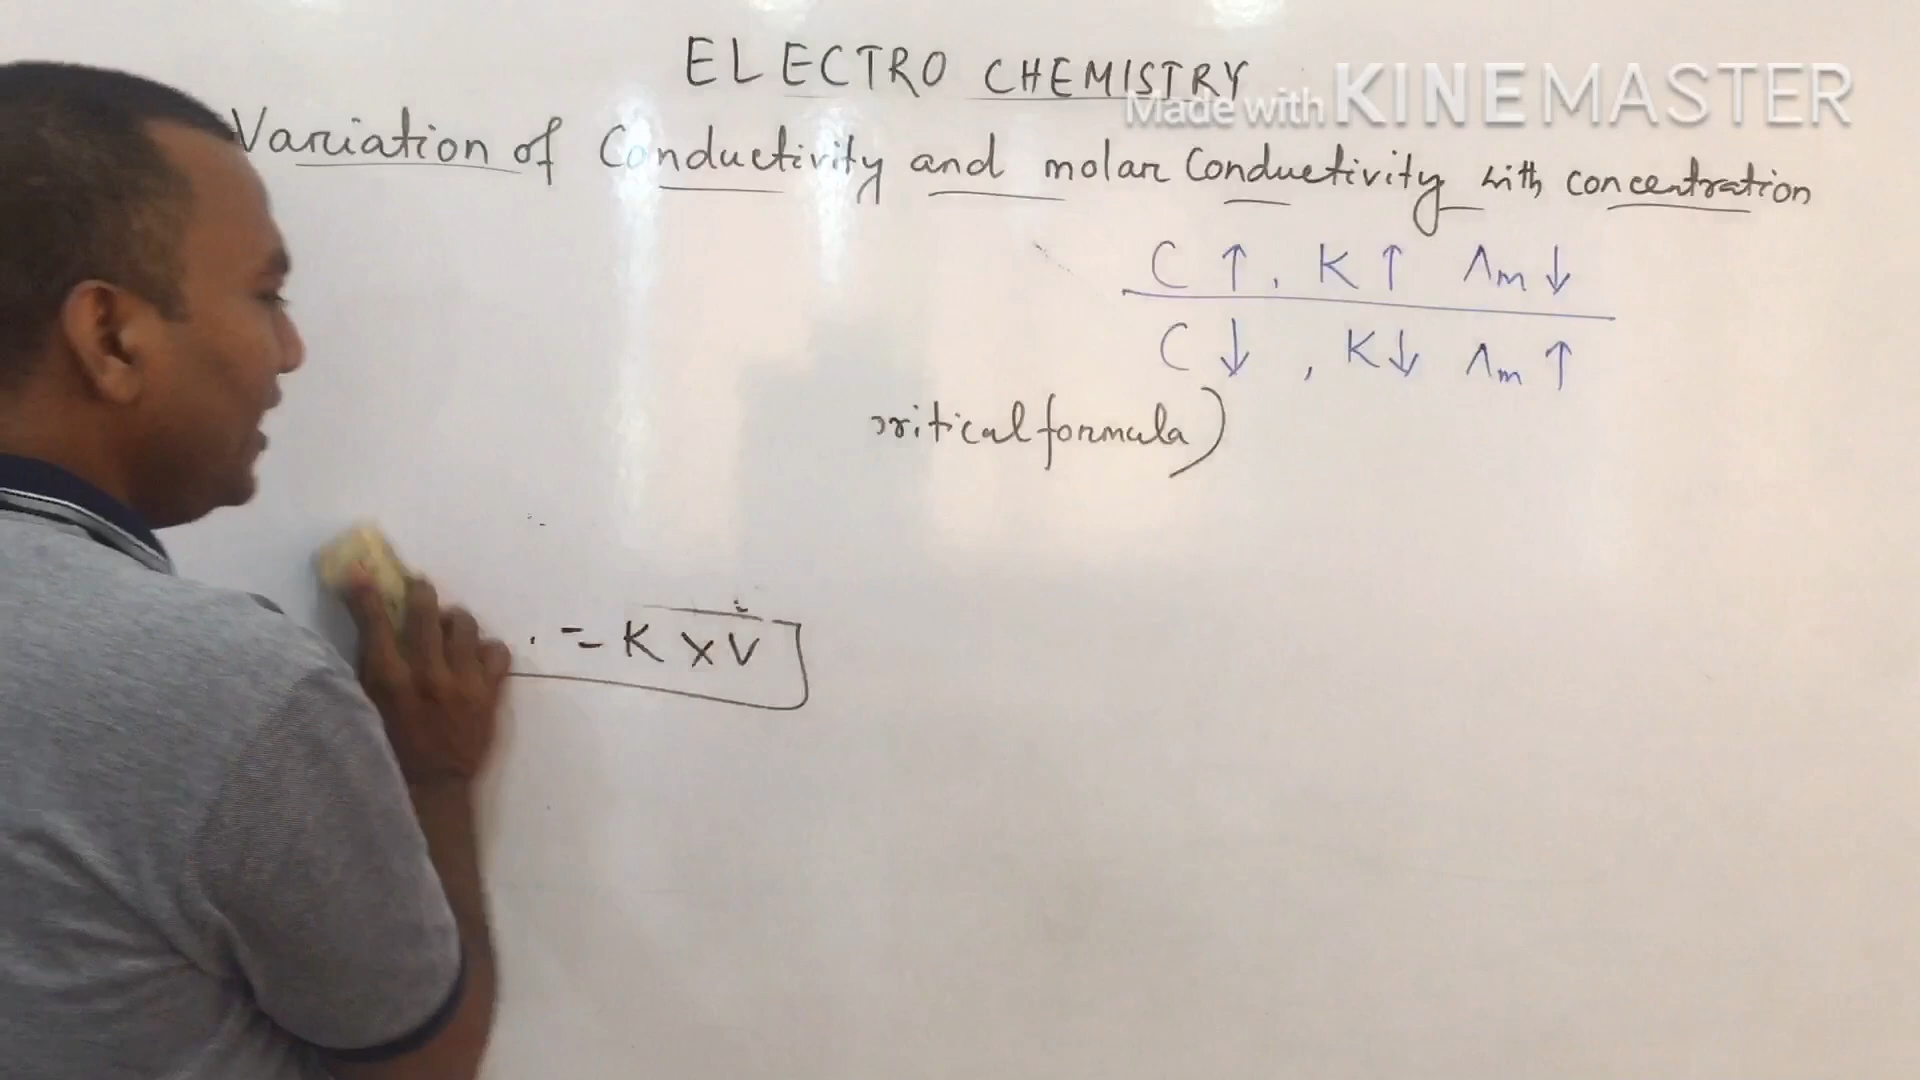 ELECTRO CHEMISTRY
Made with KINEMASTER
Variation of Conductivity and molar Conductivity with concentration
C ↑, K ↑ Λm ↓
C ↓, K ↓ Λm ↑
ritical formula)
= K × V